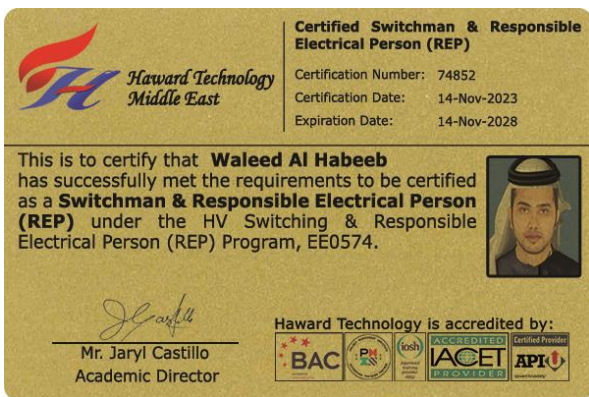 Certified Switchman & Responsible
Electrical Person (REP)
Haward Technology
Middle East
Certification Number: 74852
Certification Date: 14-Nov-2023
Expiration Date: 14-Nov-2028
This is to certify that Waleed Al Habeeb
has successfully met the requirements to be certified
as a Switchman & Responsible Electrical Person
(REP) under the HV Switching & Responsible
Electrical Person (REP) Program, EE0574.
Mr. Jaryl Castillo
Academic Director
Haward Technology is accredited by:
BAC
iosh
ACCREDITED
IACET
PROVIDER
Certified Provider
API